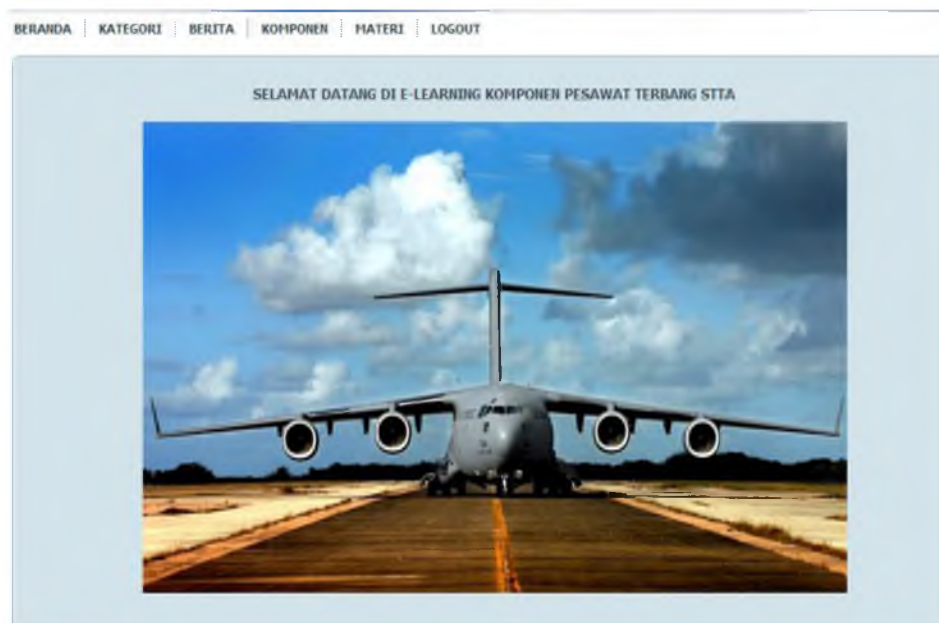 BERANDA KATEGORI BERITA KOMPONEN MATERI LOGOUT
SELAMAT DATANG DI E-LEARNING KOMPONEN PESAWAT TERBANG STTA